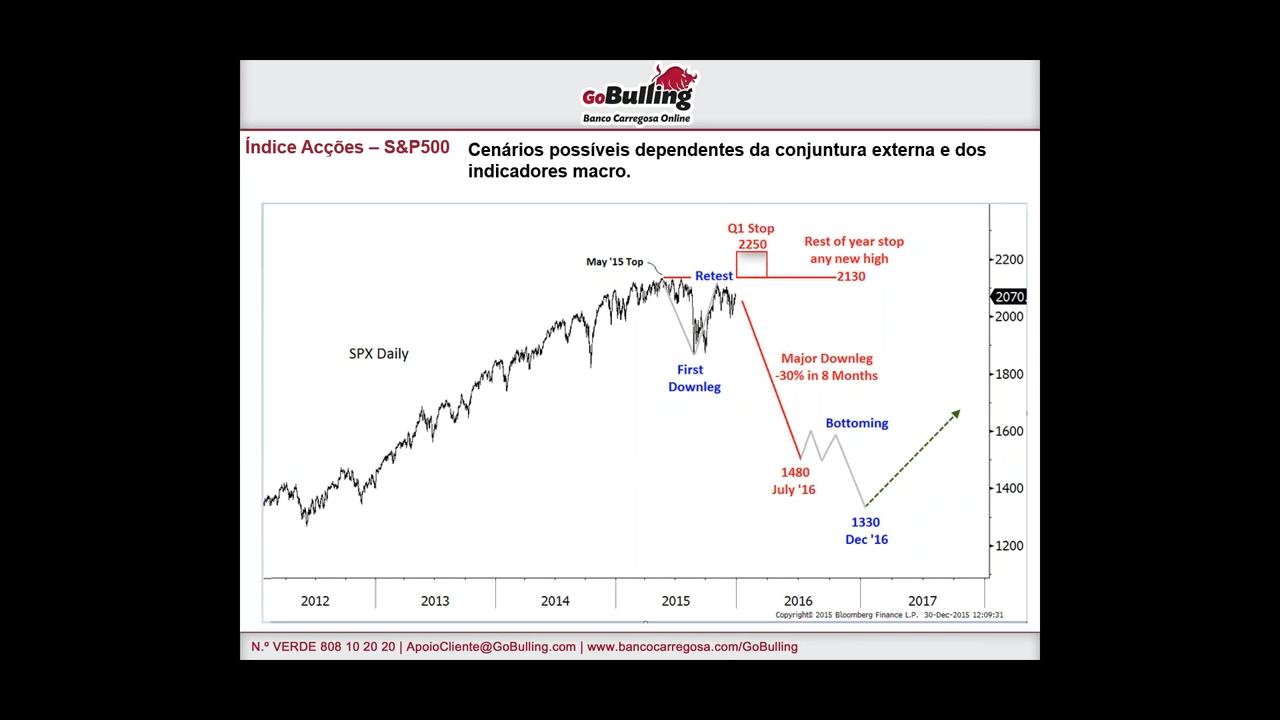 GoBulling
Banco Carregosa Online
Índice Acções – S&P500
Cenários possíveis dependentes da conjuntura externa e dos
indicadores macro.
Q1 Stop
2250
Rest of year stop
any new high
2130
May '15 Top
Retest
2200
2070.
2000
SPX Daily
First
Downleg
Major Downleg
-30% in 8 Months
1800
Bottoming
1600
1480
July '16
1400
1330
Dec '16
1200
2012
2013
2014
2015
2016
2017
Copyright© 2015 Bloomberg Finance L.P. 30-Dec-2015 12:09:31
N.º VERDE 808 10 20 20 | ApoioCliente@GoBulling.com | www.bancocarregosa.com/GoBulling